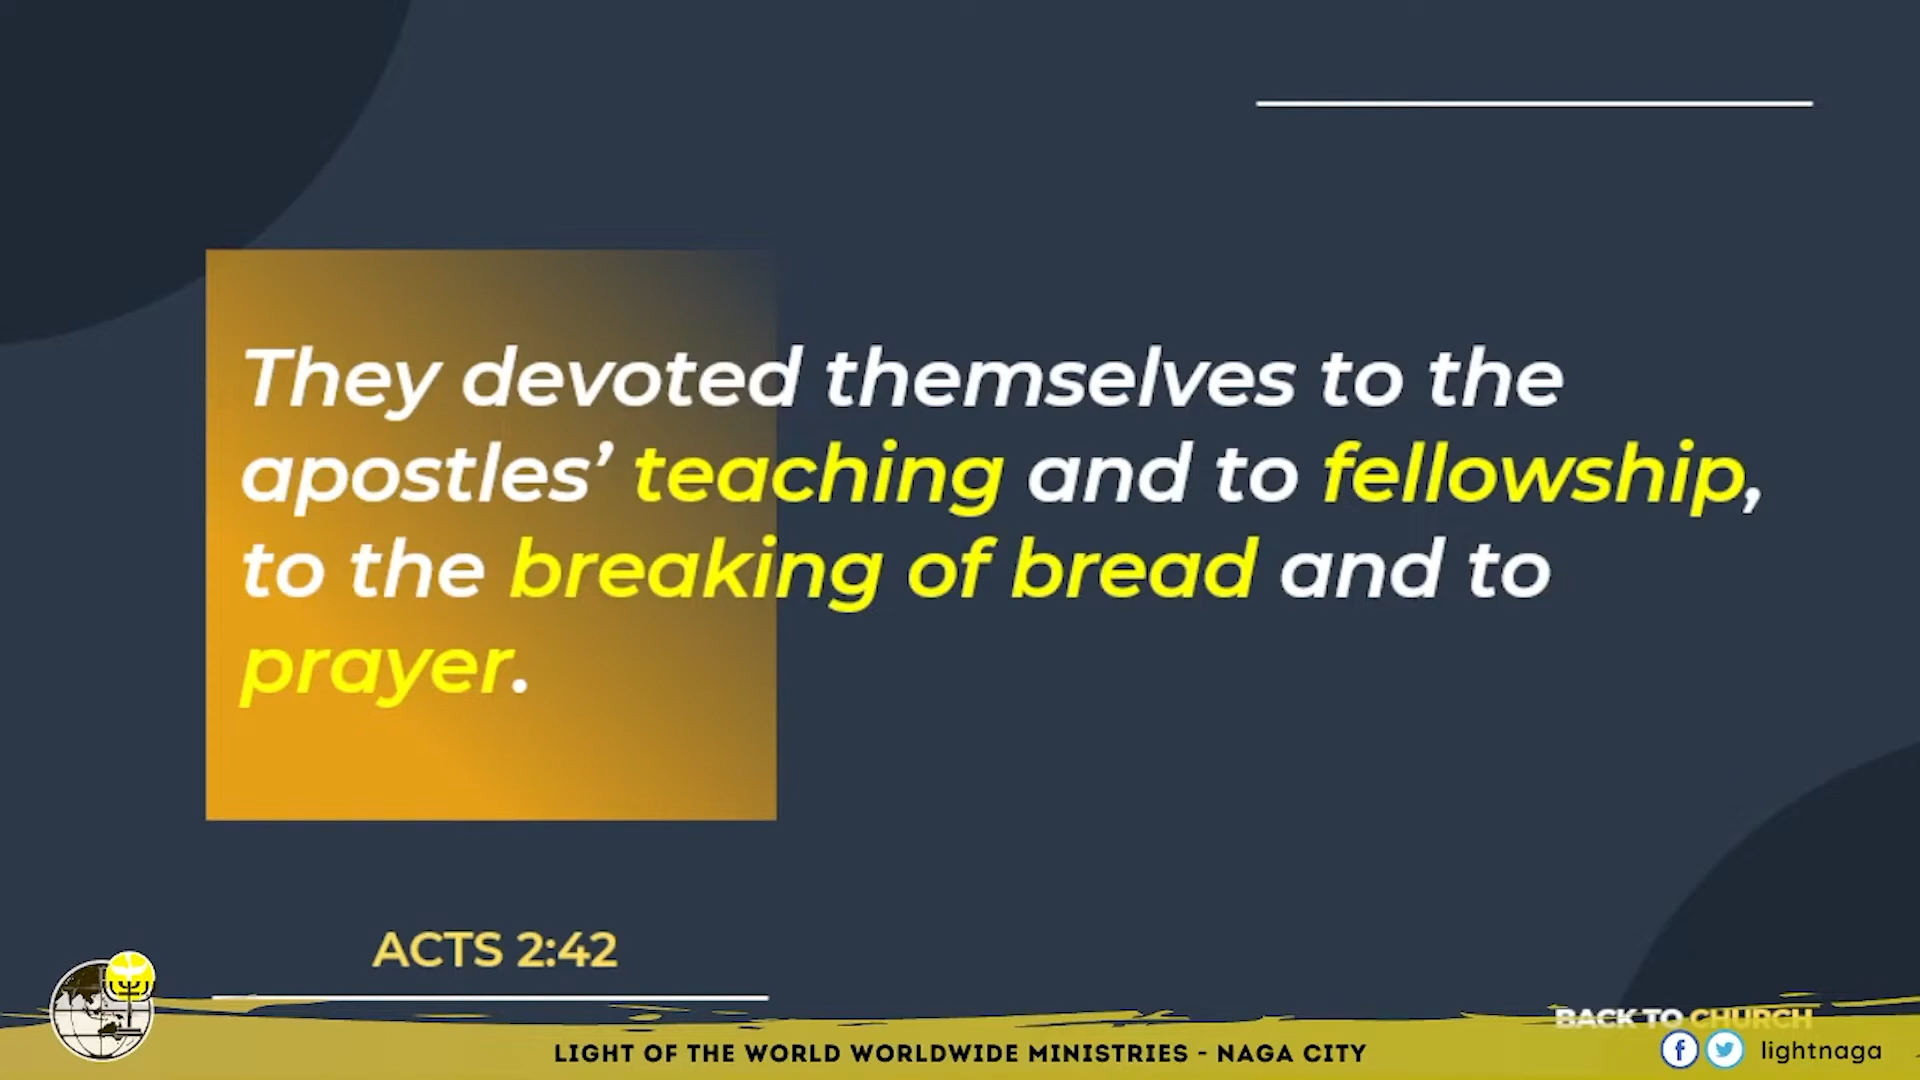 They devoted themselves to the
apostles’ teaching and to fellowship,
to the breaking of bread and to
prayer.
ACTS 2:42
BACK TO CHURCH
LIGHT OF THE WORLD WORLDWIDE MINISTRIES - NAGA CITY
lightnaga